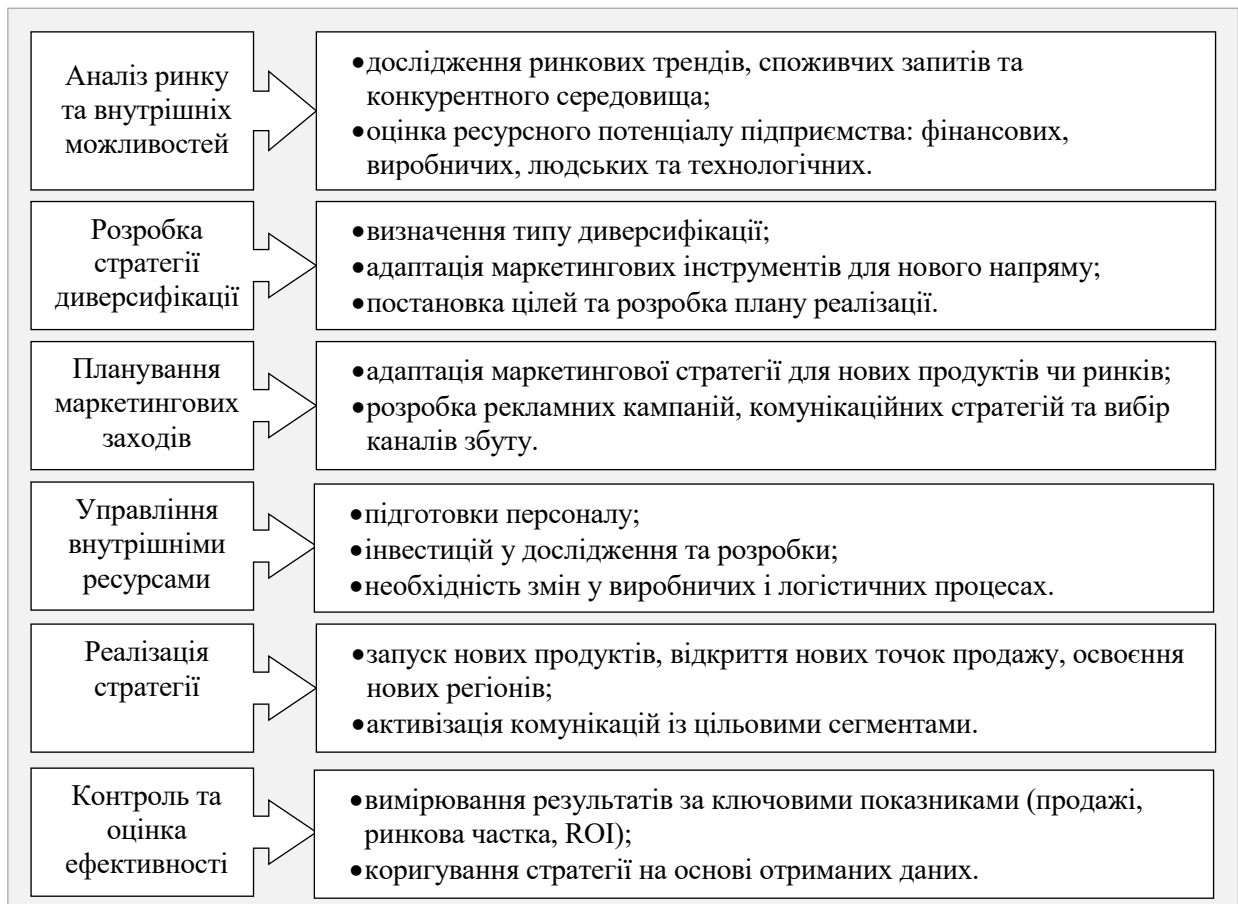 Аналіз ринку
та внутрішніх
можливостей
•дослідження ринкових трендів, споживчих запитів та
конкурентного середовища;
•оцінка ресурсного потенціалу підприємства: фінансових,
виробничих, людських та технологічних.
Розробка
стратегії
диверсифікації
•визначення типу диверсифікації;
•адаптація маркетингових інструментів для нового напряму;
•постановка цілей та розробка плану реалізації.
Планування
маркетингових
заходів
•адаптація маркетингової стратегії для нових продуктів чи ринків;
•розробка рекламних кампаній, комунікаційних стратегій та вибір
каналів збуту.
Управління
внутрішніми
ресурсами
•підготовки персоналу;
•інвестицій у дослідження та розробки;
•необхідність змін у виробничих і логістичних процесах.
Реалізація
стратегії
•запуск нових продуктів, відкриття нових точок продажу, освоєння
нових регіонів;
•активізація комунікацій із цільовими сегментами.
Контроль та
оцінка
ефективності
•вимірювання результатів за ключовими показниками (продажі,
ринкова частка, ROI);
•коригування стратегії на основі отриманих даних.